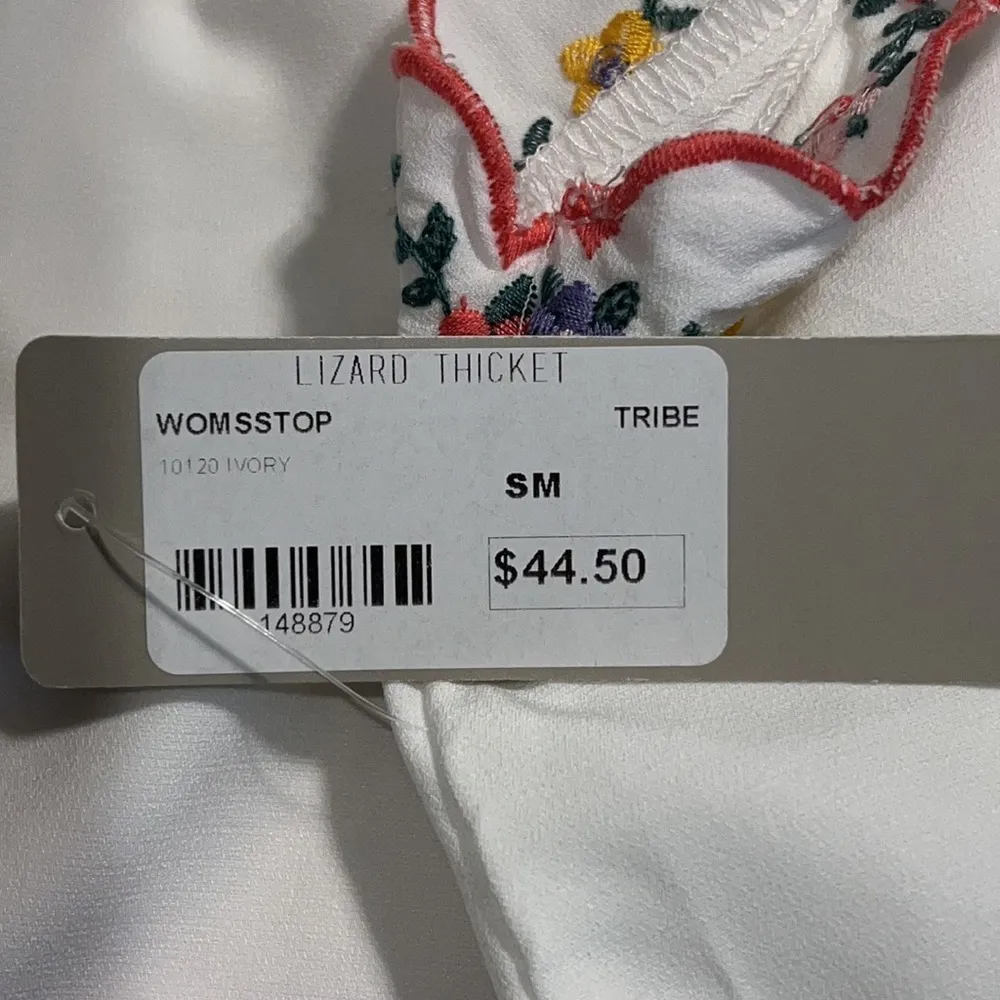 LIZARD THICKET
WOMSSTOP TRIBE
10120 IVORY
SM
$44.50
148879